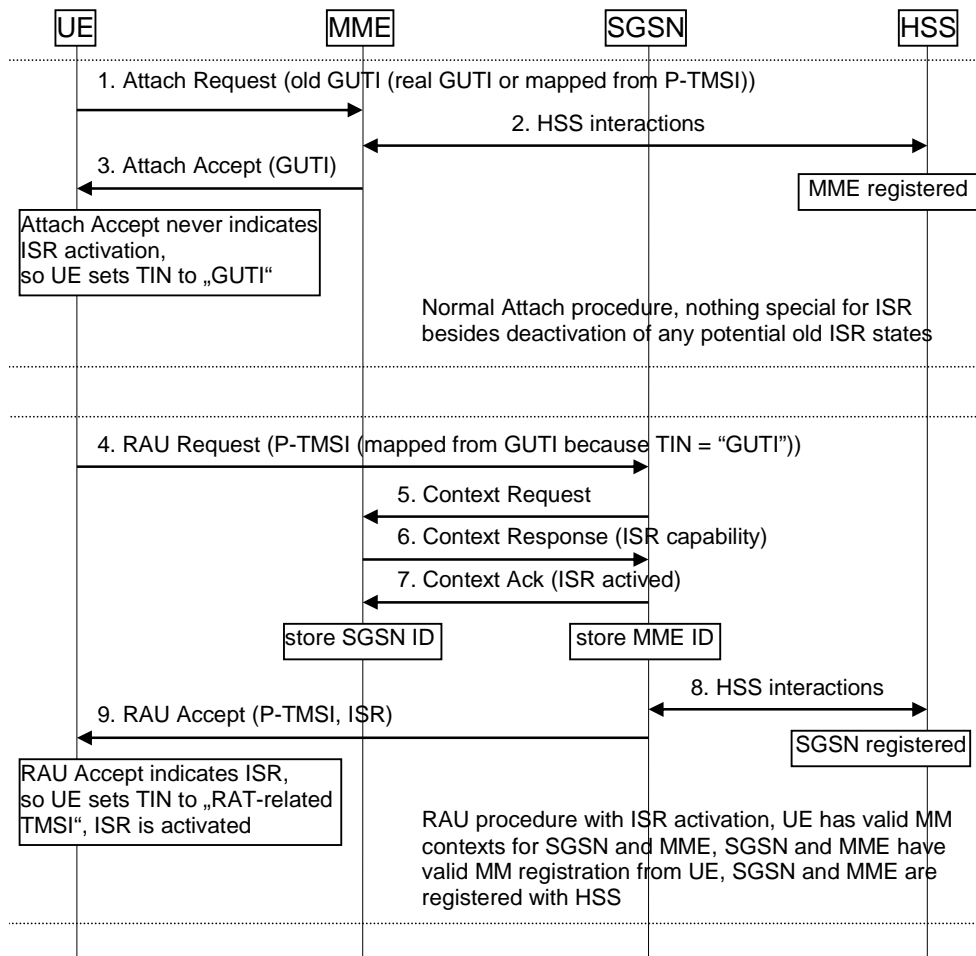 UE
MME
SGSN
HSS
1. Attach Request (old GUTI (real GUTI or mapped from P-TMSI))
2. HSS interactions
3. Attach Accept (GUTI)
MME registered
Attach Accept never indicates
ISR activation,
so UE sets TIN to „GUTI“
Normal Attach procedure, nothing special for ISR
besides deactivation of any potential old ISR states
4. RAU Request (P-TMSI (mapped from GUTI because TIN = “GUTI”))
5. Context Request
6. Context Response (ISR capability)
7. Context Ack (ISR actived)
store SGSN ID
store MME ID
8. HSS interactions
9. RAU Accept (P-TMSI, ISR)
SGSN registered
RAU Accept indicates ISR,
so UE sets TIN to „RAT-related
TMSI“, ISR is activated
RAU procedure with ISR activation, UE has valid MM
contexts for SGSN and MME, SGSN and MME have
valid MM registration from UE, SGSN and MME are
registered with HSS